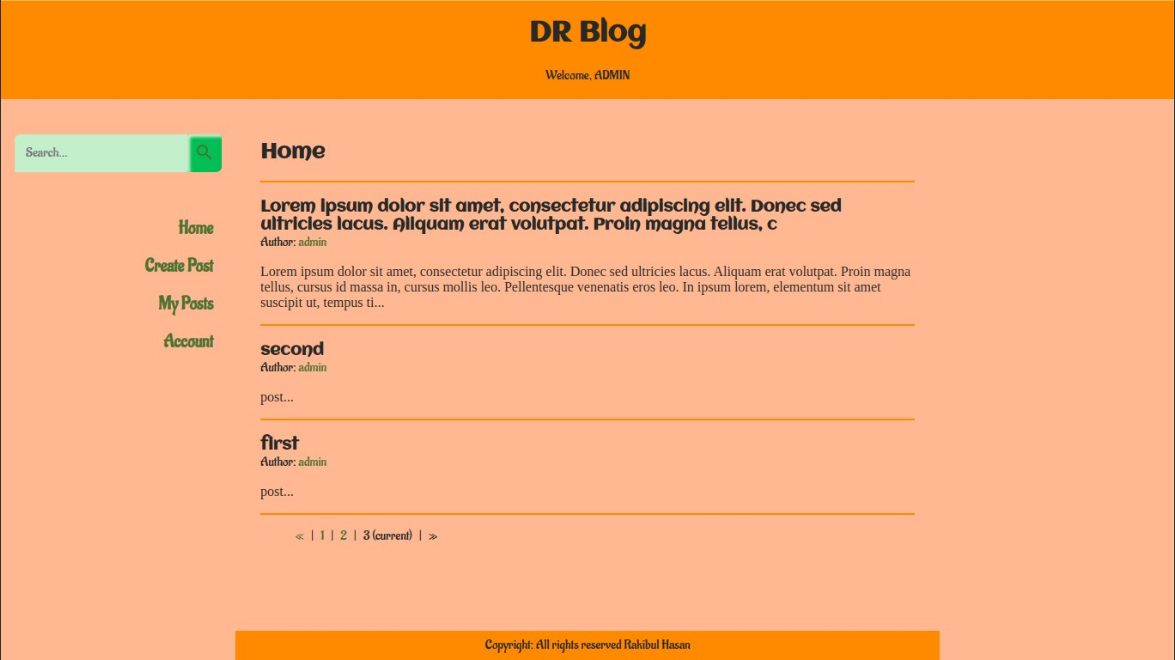 DR Blog
Welcome, ADMIN
Search...
Home
Create Post
My Posts
Account
Home
Lorem ipsum dolor sit amet, consectetur adipiscing elit. Donec sed
ultricies lacus. Aliquam erat volutpat. Proin magna tellus, c
Author: admin
Lorem ipsum dolor sit amet, consectetur adipiscing elit. Donec sed ultricies lacus. Aliquam erat volutpat. Proin magna
tellus, cursus id massa in, cursus mollis leo. Pellentesque venenatis eros leo. In ipsum lorem, elementum sit amet
suscipit ut, tempus ti...
second
Author: admin
post...
first
Author: admin
post...
≪ | 1 | 2 | 3 (current) | ≫
Copyright: All rights reserved Rakibul Hasan